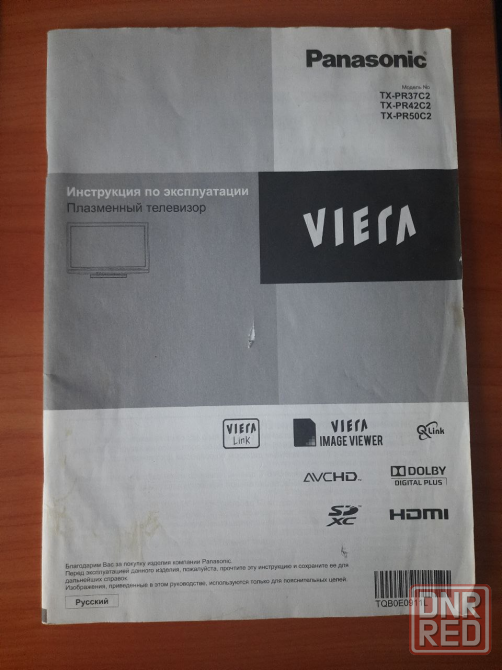 Panasonic
Модель No
TX-PR37C2
TX-PR42C2
TX-PR50C2
Инструкция по эксплуатации
Плазменный телевизор
VIERA
VIERA
Link
VIERA
IMAGE VIEWER
Q Link
AVCHD™
DOLBY
DIGITAL PLUS
SD
XC
HDMI
Благодарим Вас за покупку изделия компании Panasonic.
Перед эксплуатацией данного изделия, пожалуйста, прочтите эту инструкцию и сохраните ее для
дальнейших справок.
Изображения, приведенные в этом руководстве, используются только для пояснительных целей.
Русский
TQB0E0911L
DNR
RED